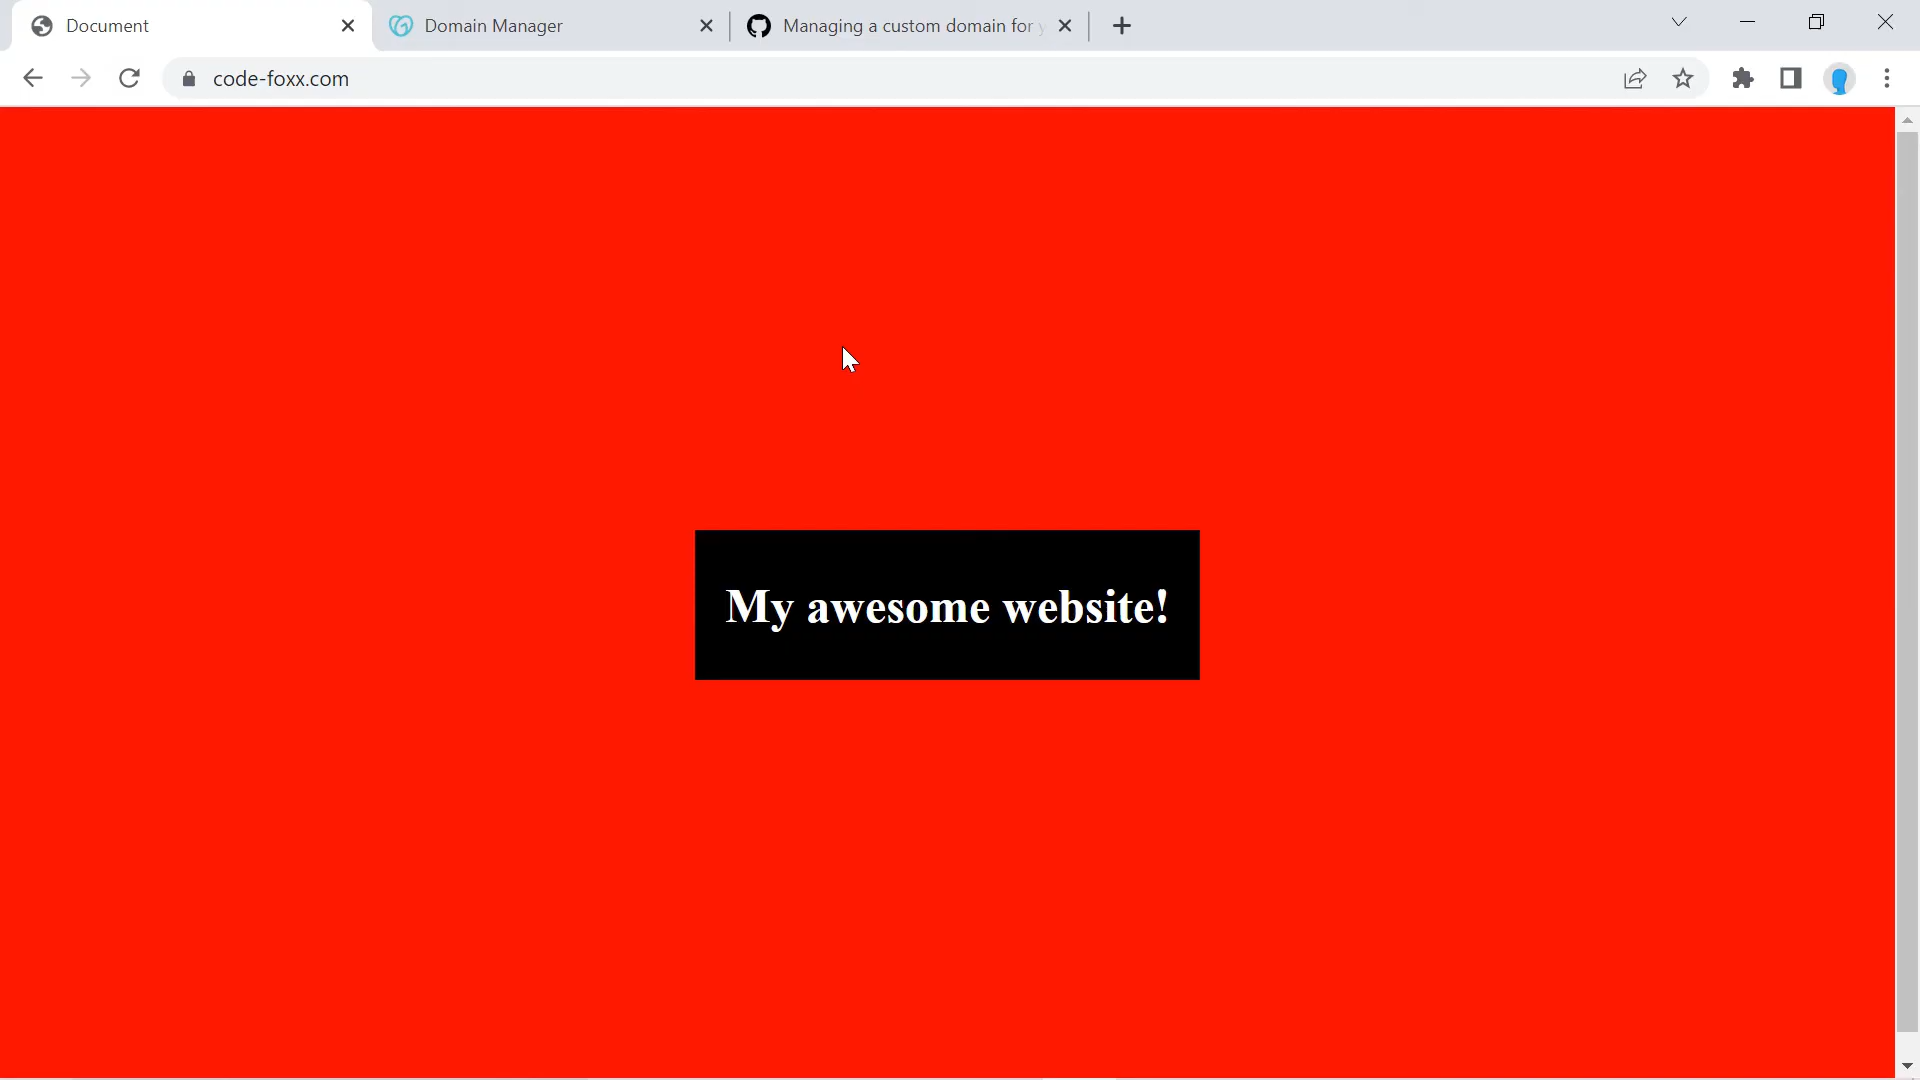 Document
Domain Manager
Managing a custom domain for y
code-foxx.com
My awesome website!